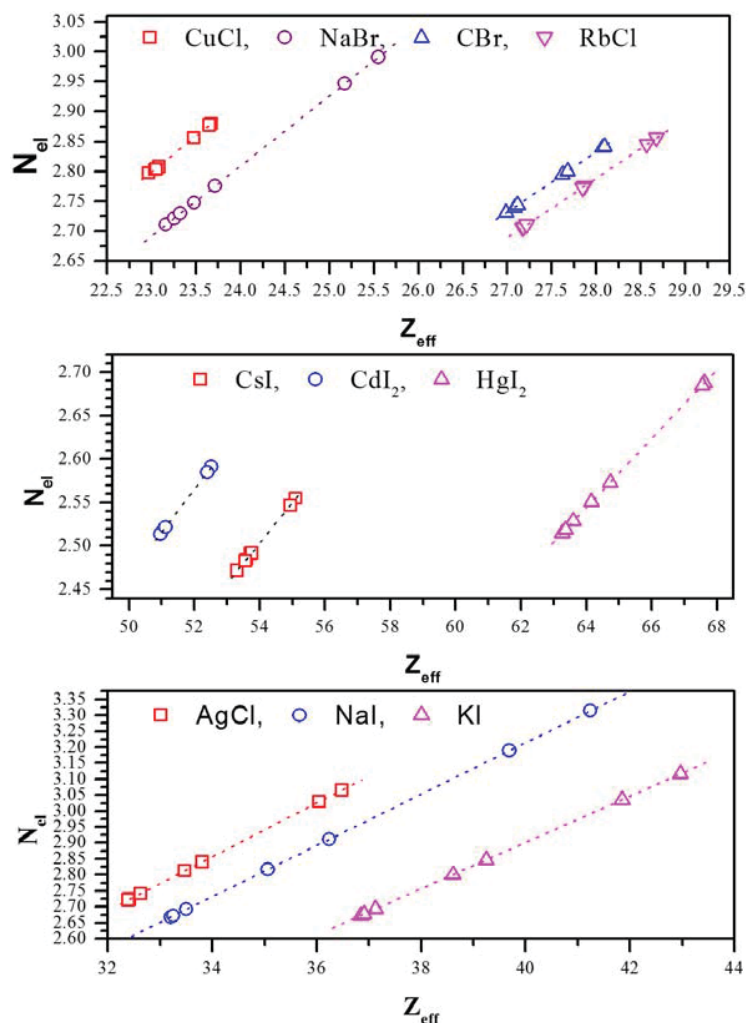 CuCl, NaBr, CBr, RbCl
3.05
3.00
2.95
2.90
2.85
2.80
2.75
2.70
2.65
N_el
22.5 23.0 23.5 24.0 24.5 25.0 25.5 26.0 26.5 27.0 27.5 28.0 28.5 29.0 29.5
Z_eff
CsI, CdI₂, HgI₂
2.70
2.65
2.60
2.55
2.50
2.45
N_el
50 52 54 56 58 60 62 64 66 68
Z_eff
AgCl, NaI, KI
3.35
3.30
3.25
3.20
3.15
3.10
3.05
3.00
2.95
2.90
2.85
2.80
2.75
2.70
2.65
2.60
N_el
32 34 36 38 40 42 44
Z_eff